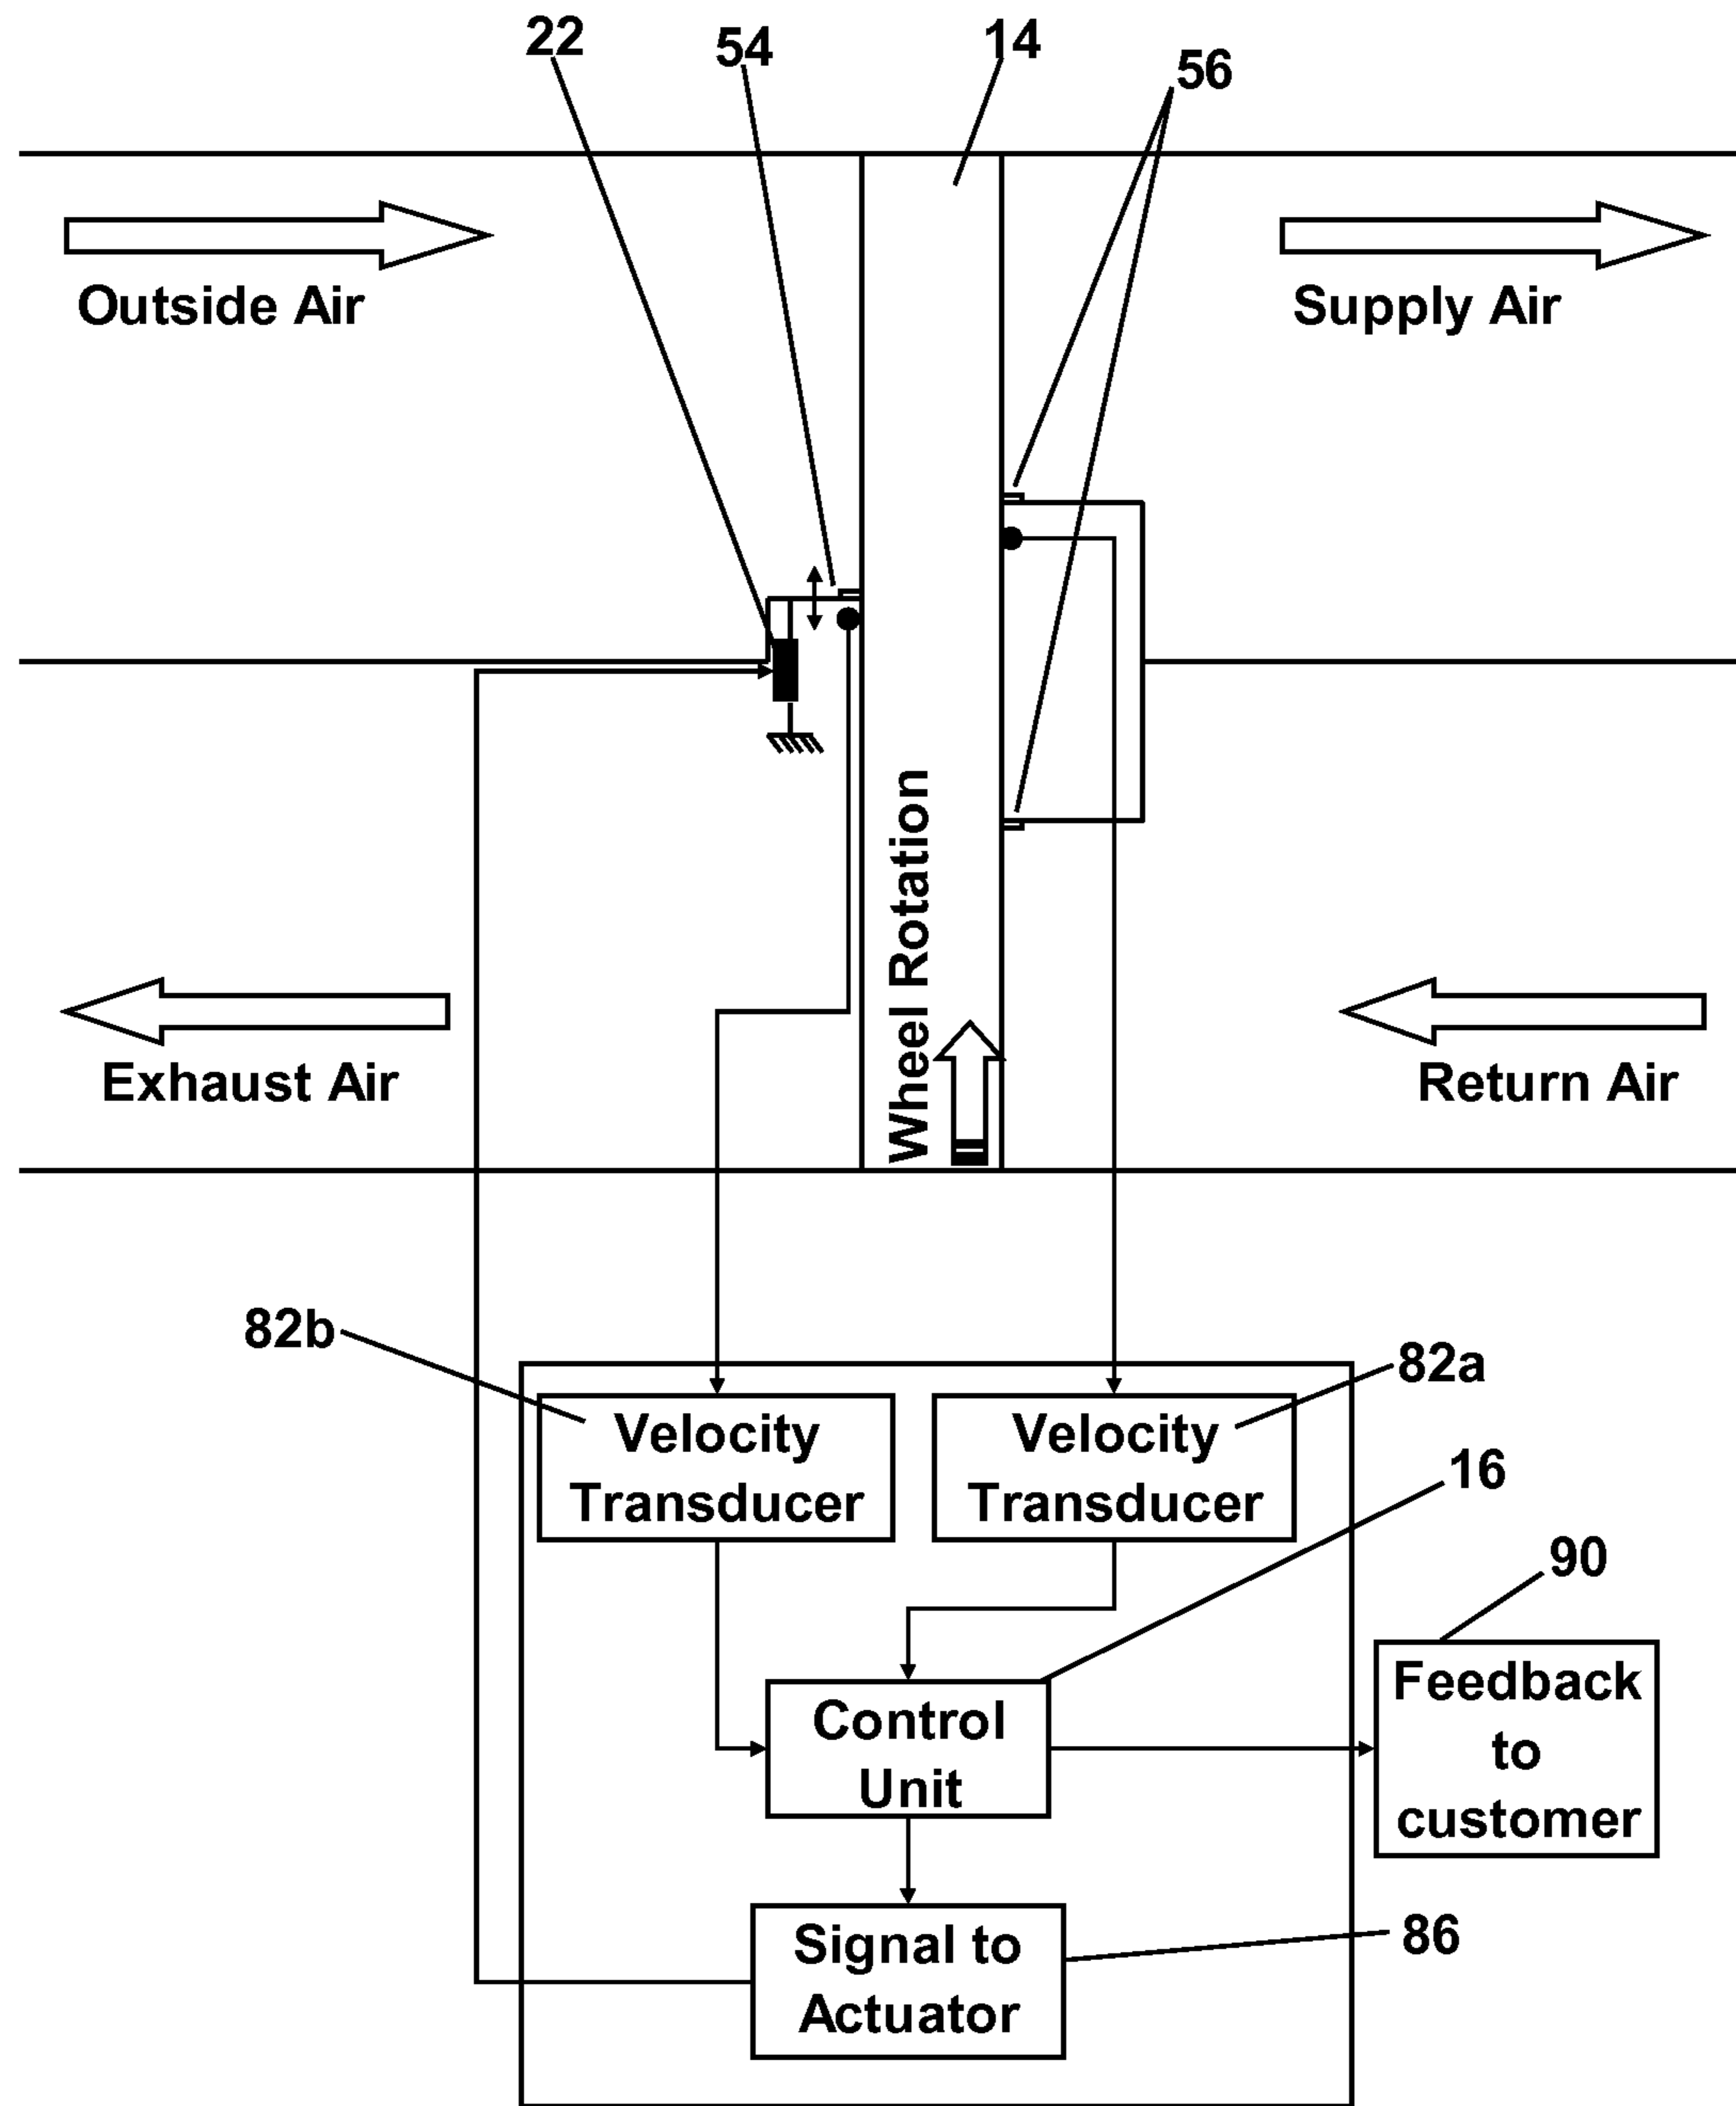 22
54
14
56
Outside Air
Supply Air
Wheel Rotation
Exhaust Air
Return Air
82b
82a
Velocity
Transducer
Velocity
Transducer
16
90
Control
Unit
Feedback
to
customer
Signal to
Actuator
86